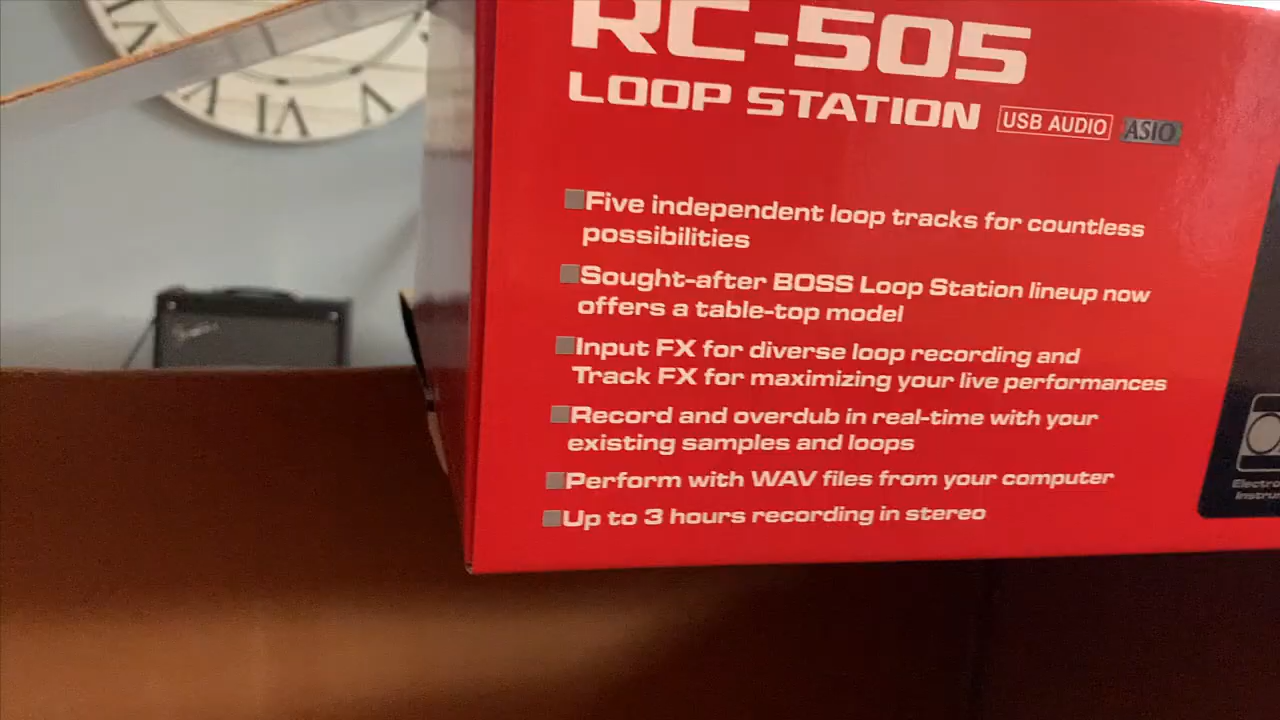 RC-505
LOOP STATION USB AUDIO ASIO
Five independent loop tracks for countless
possibilities
Sought-after BOSS Loop Station lineup now
offers a table-top model
Input FX for diverse loop recording and
Track FX for maximizing your live performances
Record and overdub in real-time with your
existing samples and loops
Perform with WAV files from your computer
Up to 3 hours recording in stereo
Fender
VI
V